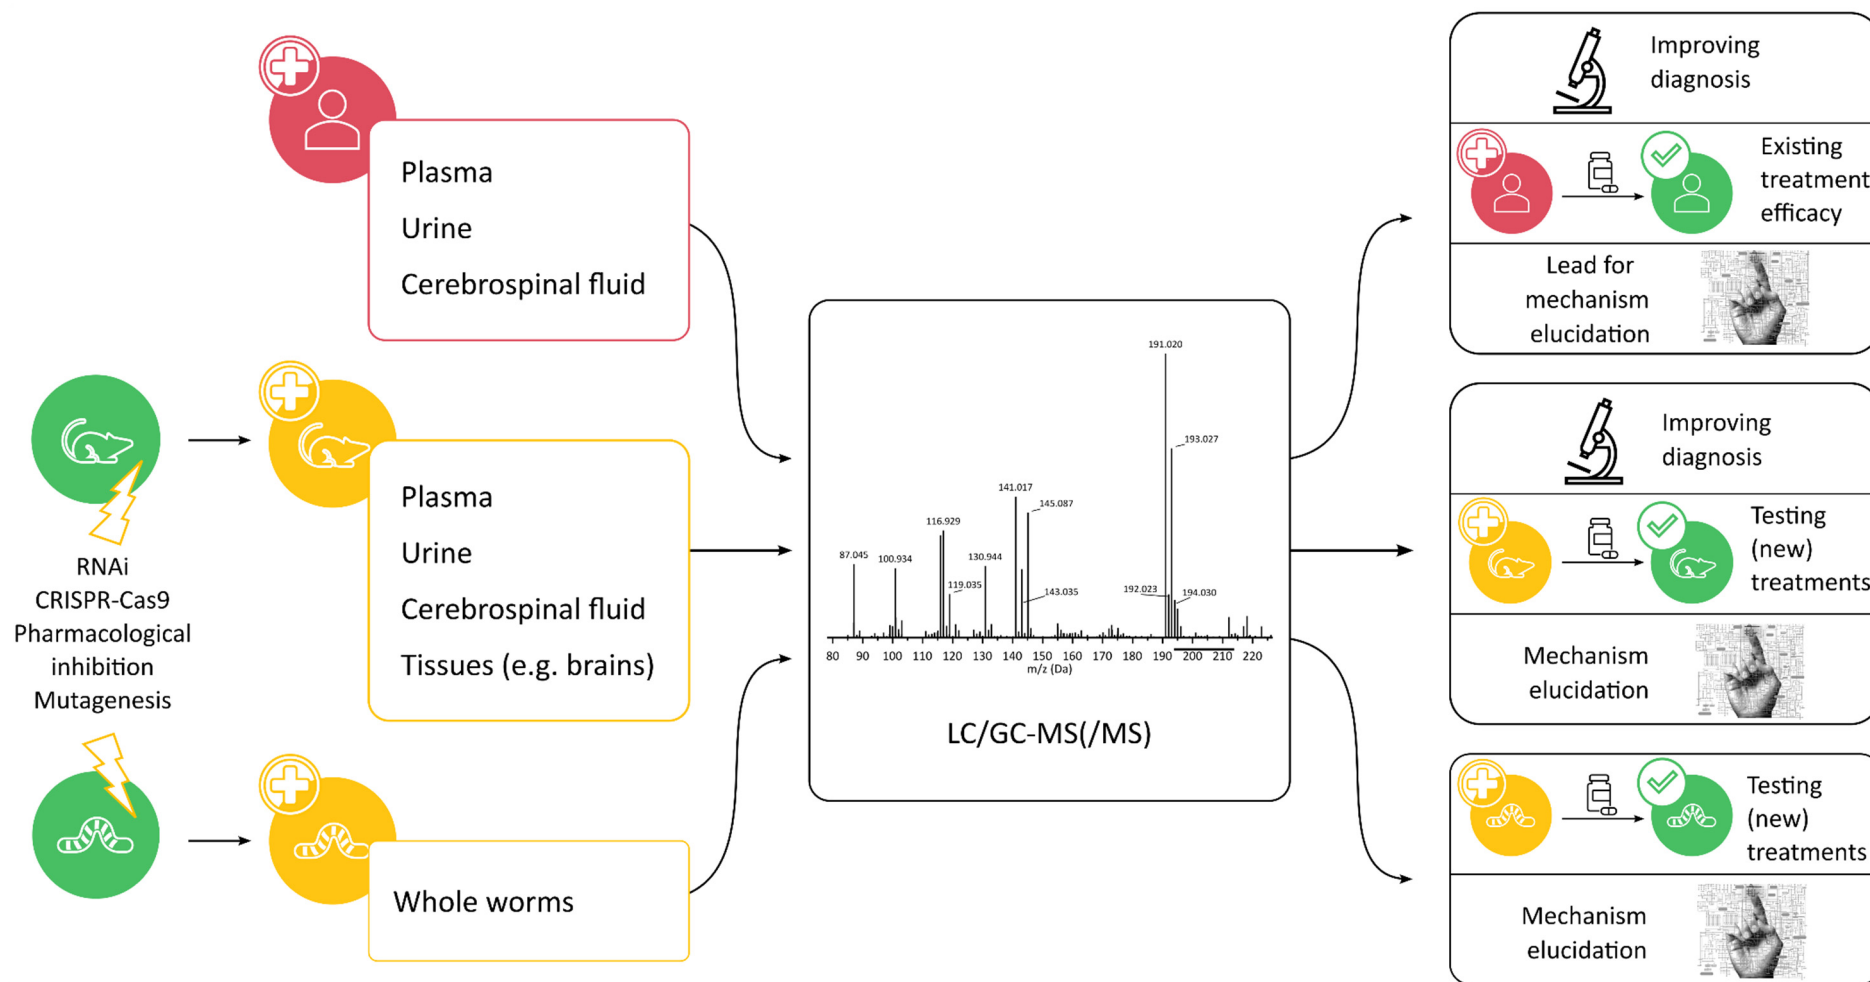 Plasma
Urine
Cerebrospinal fluid
RNAi
CRISPR-Cas9
Pharmacological
inhibition
Mutagenesis
Plasma
Urine
Cerebrospinal fluid
Tissues (e.g. brains)
Whole worms
191.020
193.027
141.017
145.087
116.929
87.045
100.934
130.944
119.035
143.035
192.023
194.030
80 90 100 110 120 130 140 150 160 170 180 190 200 210 220
m/z (Da)
LC/GC-MS(/MS)
Improving
diagnosis
Existing
treatment
efficacy
Lead for
mechanism
elucidation
Improving
diagnosis
Testing
(new)
treatments
Mechanism
elucidation
Testing
(new)
treatments
Mechanism
elucidation